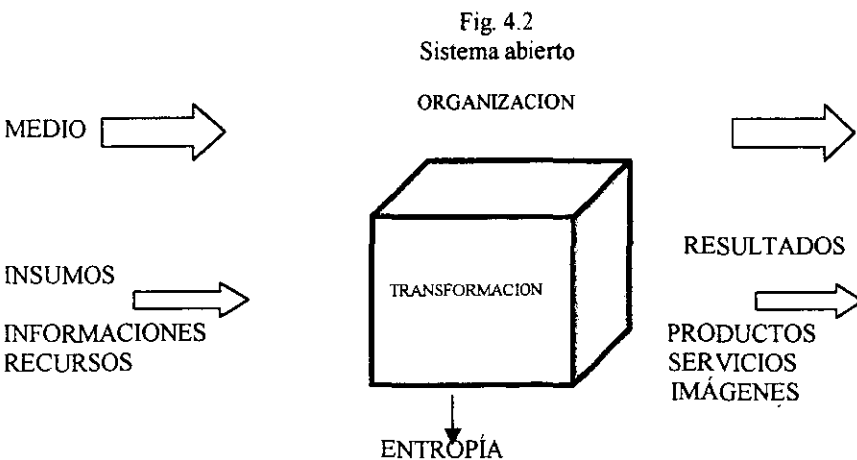 Fig. 4.2
Sistema abierto
ORGANIZACION
MEDIO
RESULTADOS
INSUMOS
TRANSFORMACION
INFORMACIONES
RECURSOS
PRODUCTOS
SERVICIOS
IMÁGENES
ENTROPÍA